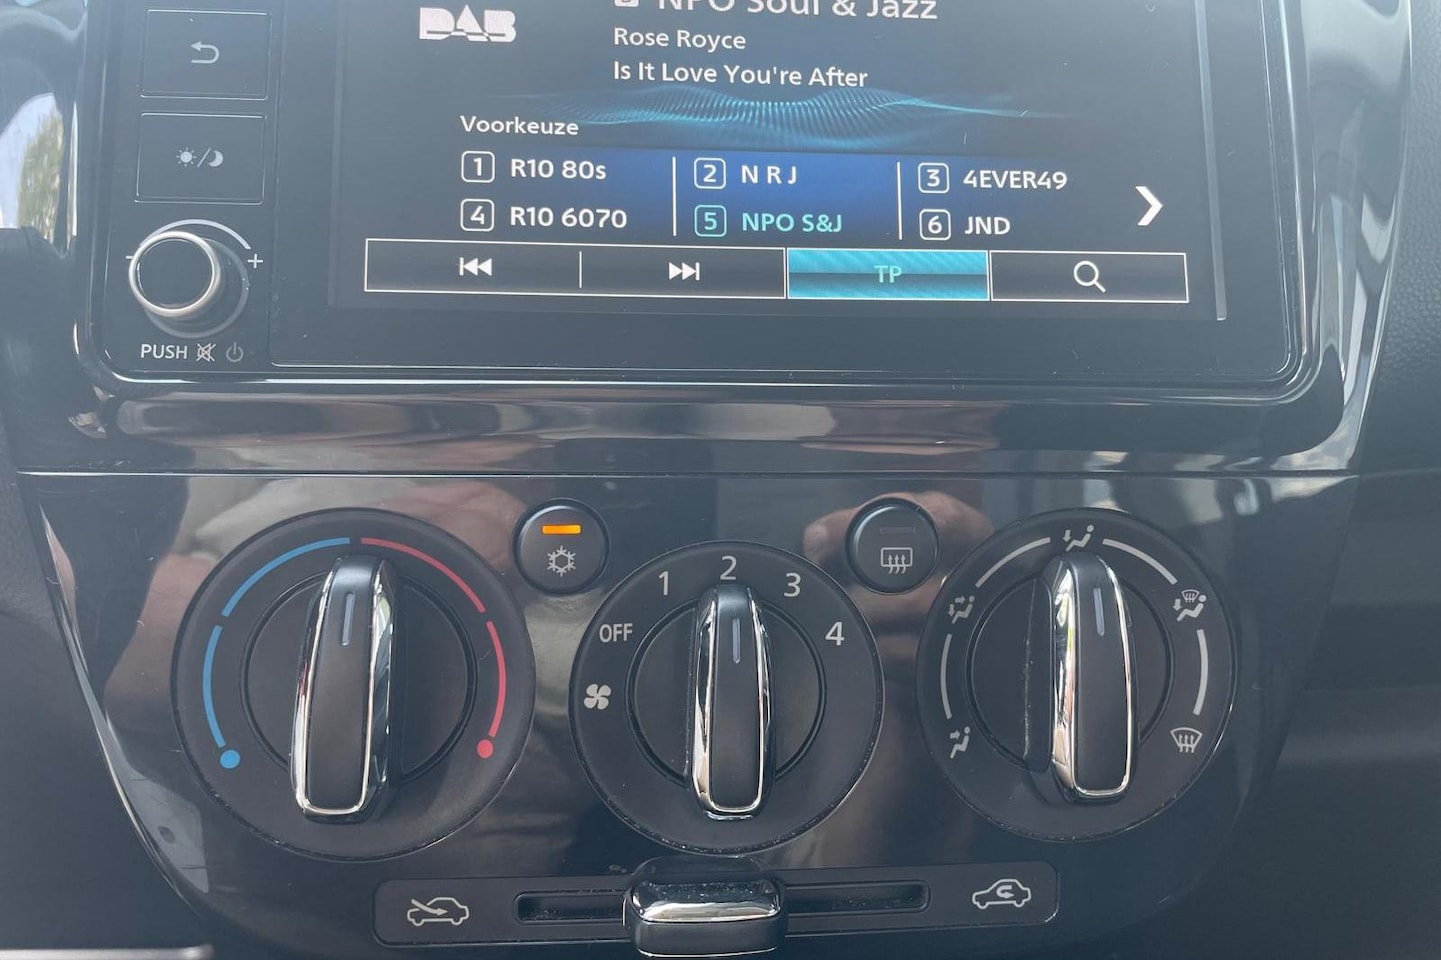 DAB
5 NPO Soul & Jazz
Rose Royce
Is It Love You're After
Voorkeuze
1 R10 80s
2 N R J
3 4EVER49
4 R10 6070
5 NPO S&J
6 JND
TP
- +
PUSH
OFF 1 2 3 4